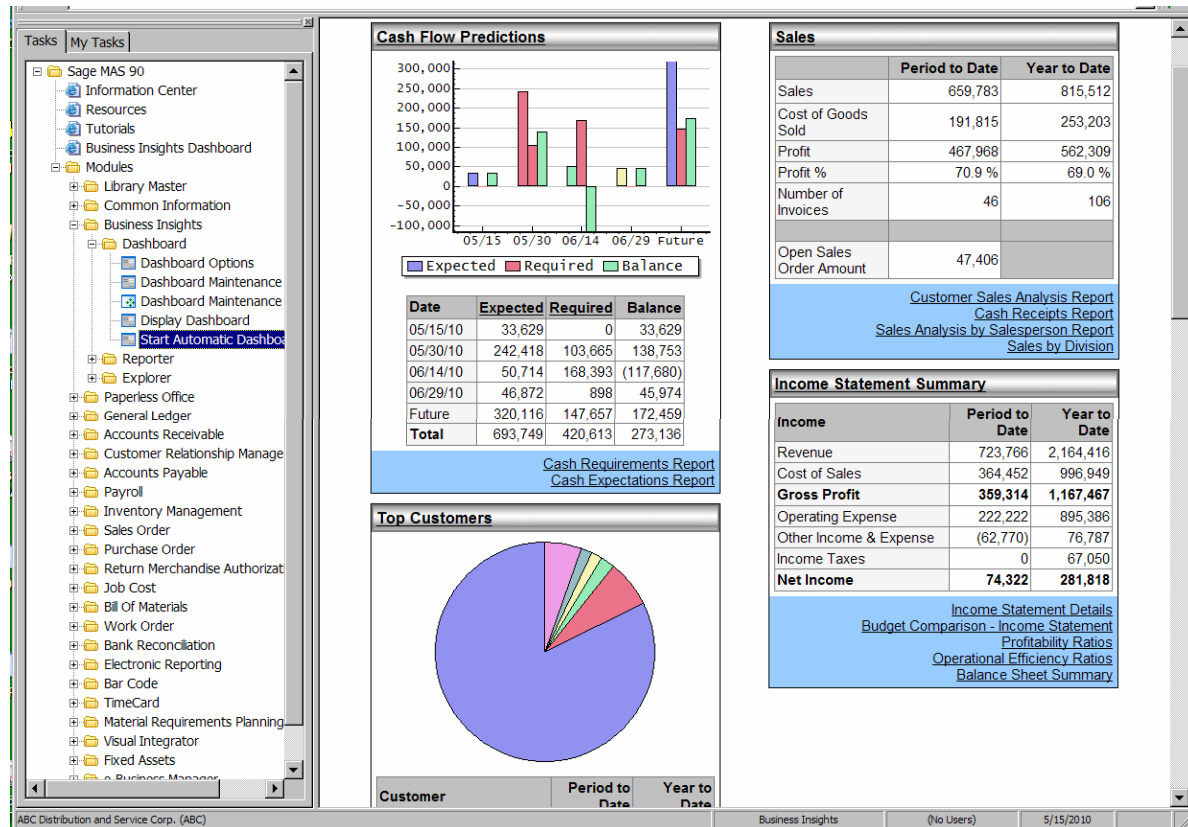 Tasks
My Tasks
Sage MAS 90
Information Center
Resources
Tutorials
Business Insights Dashboard
Modules
Library Master
Common Information
Business Insights
Dashboard
Dashboard Options
Dashboard Maintenance
Dashboard Maintenance
Display Dashboard
Start Automatic Dashboa
Reporter
Explorer
Paperless Office
General Ledger
Accounts Receivable
Customer Relationship Manage
Accounts Payable
Payroll
Inventory Management
Sales Order
Purchase Order
Return Merchandise Authorizat
Job Cost
Bill Of Materials
Work Order
Bank Reconciliation
Electronic Reporting
Bar Code
TimeCard
Material Requirements Planning
Visual Integrator
Fixed Assets
e-Business Manager
Cash Flow Predictions
300,000
250,000
200,000
150,000
100,000
50,000
0
-50,000
-100,000
05/15 05/30 06/14 06/29 Future
Expected Required Balance
Date Expected Required Balance
05/15/10 33,629 0 33,629
05/30/10 242,418 103,665 138,753
06/14/10 50,714 168,393 (117,680)
06/29/10 46,872 898 45,974
Future 320,116 147,657 172,459
Total 693,749 420,613 273,136
Cash Requirements Report
Cash Expectations Report
Top Customers
Customer Period to Date Year to Date
Sales
Period to Date Year to Date
Sales 659,783 815,512
Cost of Goods
Sold 191,815 253,203
Profit 467,968 562,309
Profit % 70.9 % 69.0 %
Number of
Invoices 46 106
Open Sales
Order Amount 47,406
Customer Sales Analysis Report
Cash Receipts Report
Sales Analysis by Salesperson Report
Sales by Division
Income Statement Summary
Income Period to Date Year to Date
Revenue 723,766 2,164,416
Cost of Sales 364,452 996,949
Gross Profit 359,314 1,167,467
Operating Expense 222,222 895,386
Other Income & Expense (62,770) 76,787
Income Taxes 0 67,050
Net Income 74,322 281,818
Income Statement Details
Budget Comparison - Income Statement
Profitability Ratios
Operational Efficiency Ratios
Balance Sheet Summary
ABC Distribution and Service Corp. (ABC) Business Insights (No Users) 5/15/2010